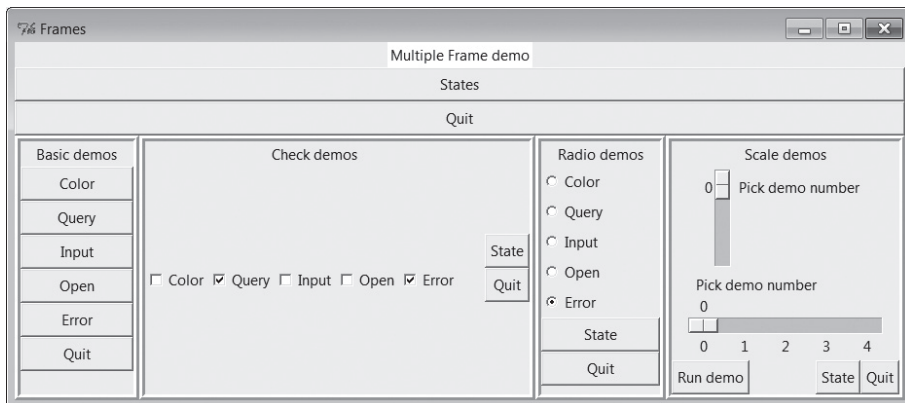 Frames
Multiple Frame demo
States
Quit
Basic demos
Color
Query
Input
Open
Error
Quit
Check demos
Color Query Input Open Error
State
Quit
Radio demos
Color
Query
Input
Open
Error
State
Quit
Scale demos
0 Pick demo number
Pick demo number
0
0 1 2 3 4
Run demo State Quit